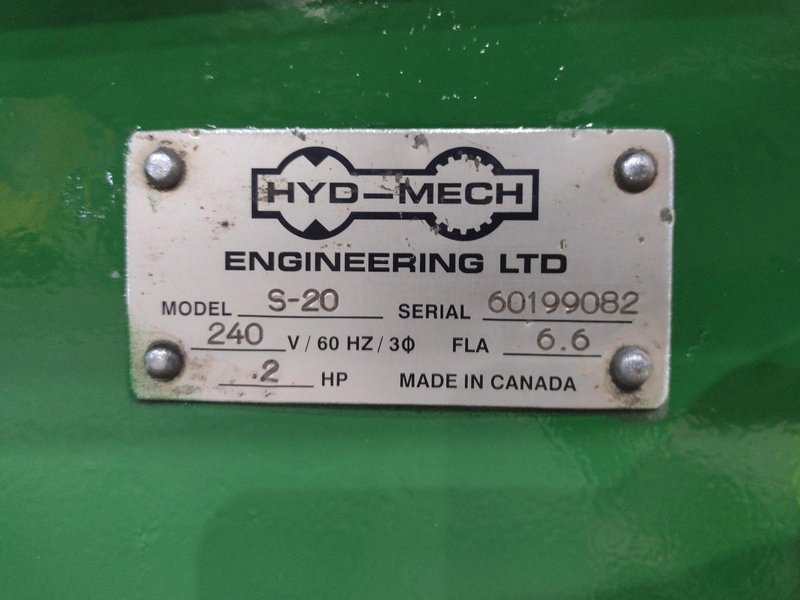 HYD-MECH
ENGINEERING LTD
MODEL S-20 SERIAL 60199082
240 V/60 HZ/3Φ FLA 6.6
.2 HP MADE IN CANADA